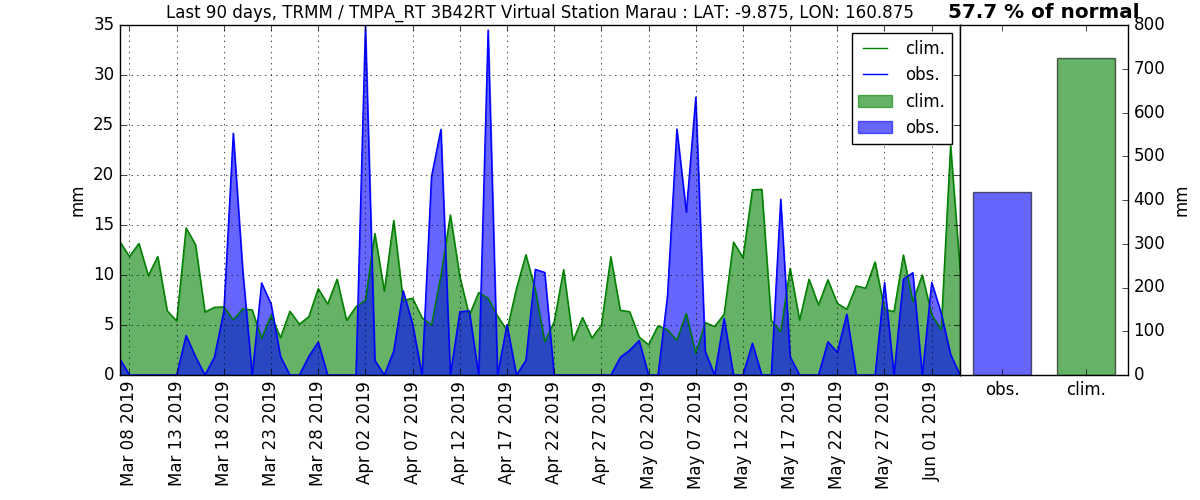 Last 90 days, TRMM / TMPA_RT 3B42RT Virtual Station Marau : LAT: -9.875, LON: 160.875
57.7 % of normal
35
30
25
20
15
10
5
0
mm
clim.
obs.
clim.
obs.
800
700
600
500
400
300
200
100
0
mm
Mar 08 2019
Mar 13 2019
Mar 18 2019
Mar 23 2019
Mar 28 2019
Apr 02 2019
Apr 07 2019
Apr 12 2019
Apr 17 2019
Apr 22 2019
Apr 27 2019
May 02 2019
May 07 2019
May 12 2019
May 17 2019
May 22 2019
May 27 2019
Jun 01 2019
obs.
clim.